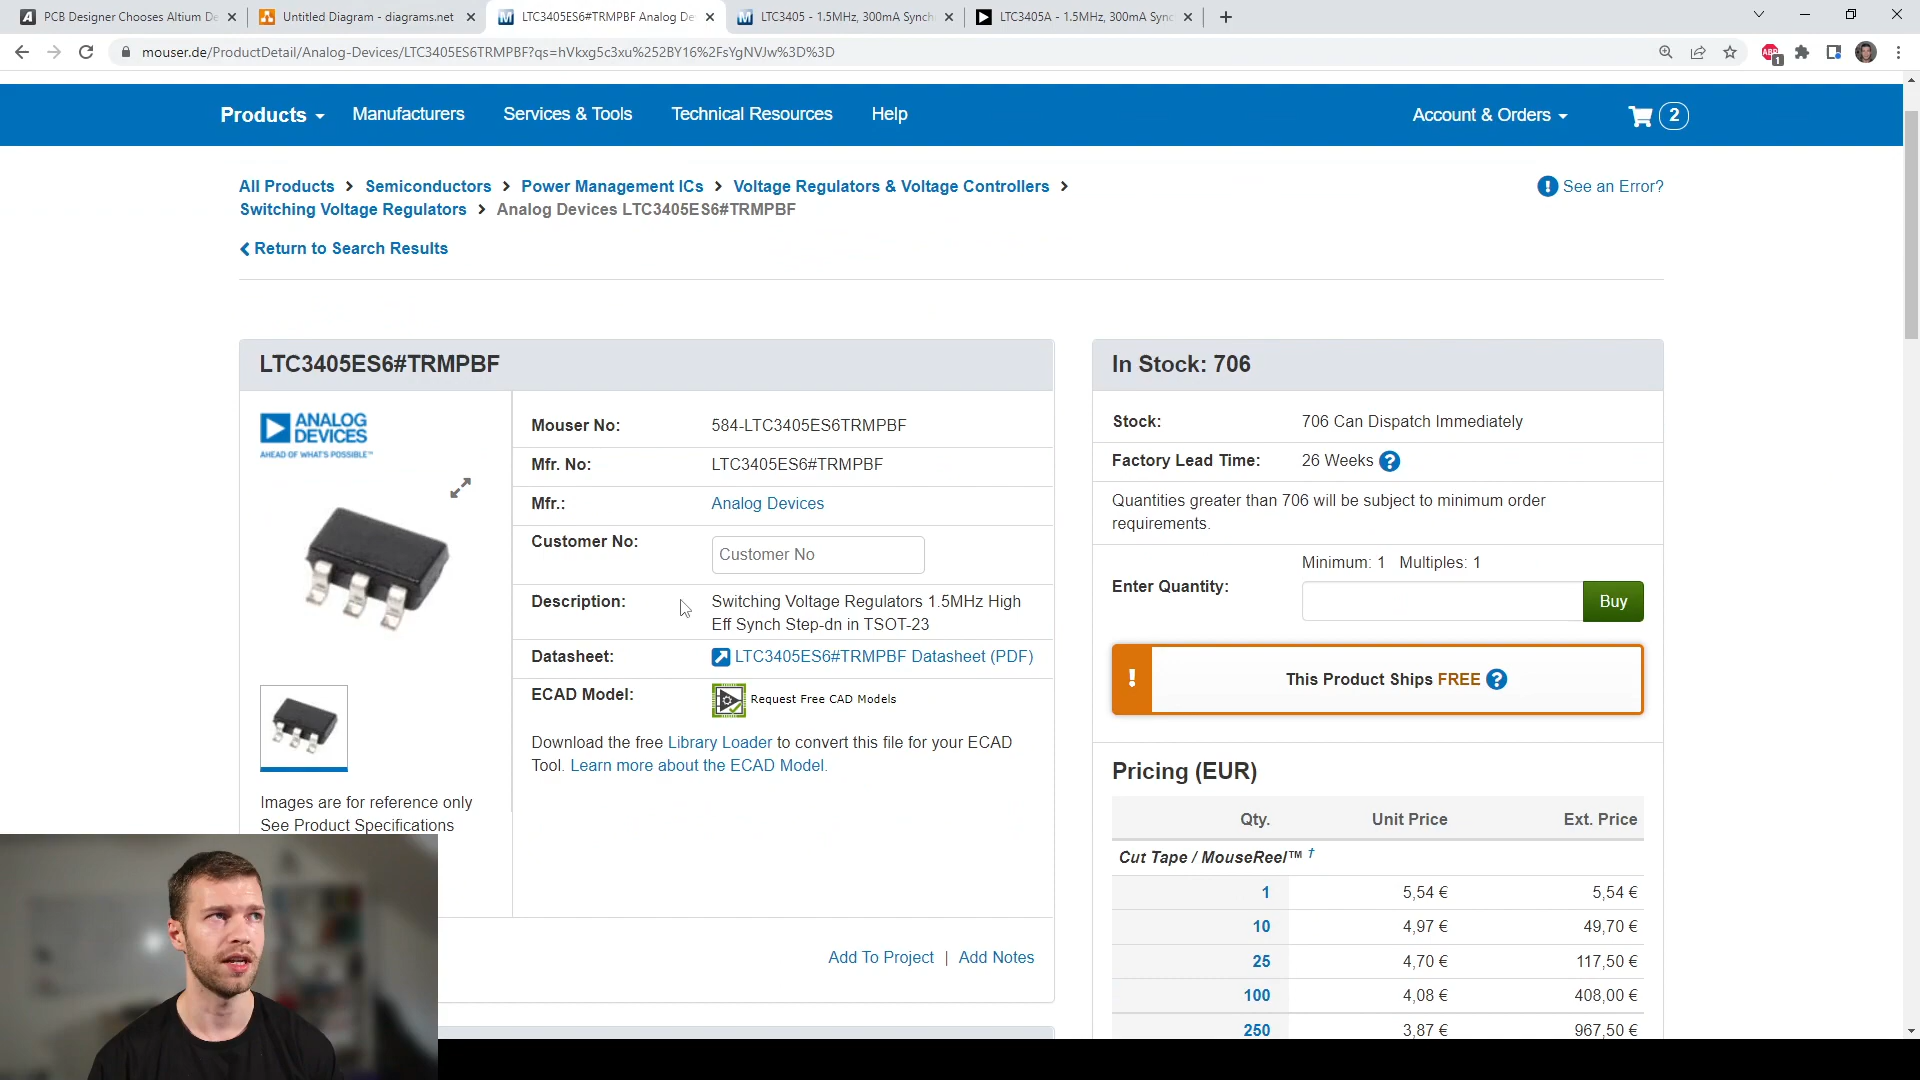 PCB Designer Chooses Altium De
Untitled Diagram - diagrams.net
LTC3405ES6#TRMPBF Analog De
LTC3405 - 1.5MHz, 300mA Synch
LTC3405A - 1.5MHz, 300mA Sync
mouser.de/ProductDetail/Analog-Devices/LTC3405ES6TRMPBF?qs=hVkxg5c3xu%252BY16%2FsYgNVJw%3D%3D
ABP
1
Products
Manufacturers
Services & Tools
Technical Resources
Help
Account & Orders
2
All Products > Semiconductors > Power Management ICs > Voltage Regulators & Voltage Controllers >
Switching Voltage Regulators > Analog Devices LTC3405ES6#TRMPBF
See an Error?
Return to Search Results
LTC3405ES6#TRMPBF
ANALOG
DEVICES
AHEAD OF WHAT'S POSSIBLE™
Images are for reference only
See Product Specifications
Mouser No: 584-LTC3405ES6TRMPBF
Mfr. No: LTC3405ES6#TRMPBF
Mfr.: Analog Devices
Customer No: Customer No
Description: Switching Voltage Regulators 1.5MHz High
Eff Synch Step-dn in TSOT-23
Datasheet: LTC3405ES6#TRMPBF Datasheet (PDF)
ECAD Model: Request Free CAD Models
Download the free Library Loader to convert this file for your ECAD
Tool. Learn more about the ECAD Model.
Add To Project | Add Notes
In Stock: 706
Stock: 706 Can Dispatch Immediately
Factory Lead Time: 26 Weeks ?
Quantities greater than 706 will be subject to minimum order
requirements.
Minimum: 1 Multiples: 1
Enter Quantity:
Buy
! This Product Ships FREE ?
Pricing (EUR)
Qty. Unit Price Ext. Price
Cut Tape / MouseReel™ †
1 5,54 € 5,54 €
10 4,97 € 49,70 €
25 4,70 € 117,50 €
100 4,08 € 408,00 €
250 3,87 € 967,50 €